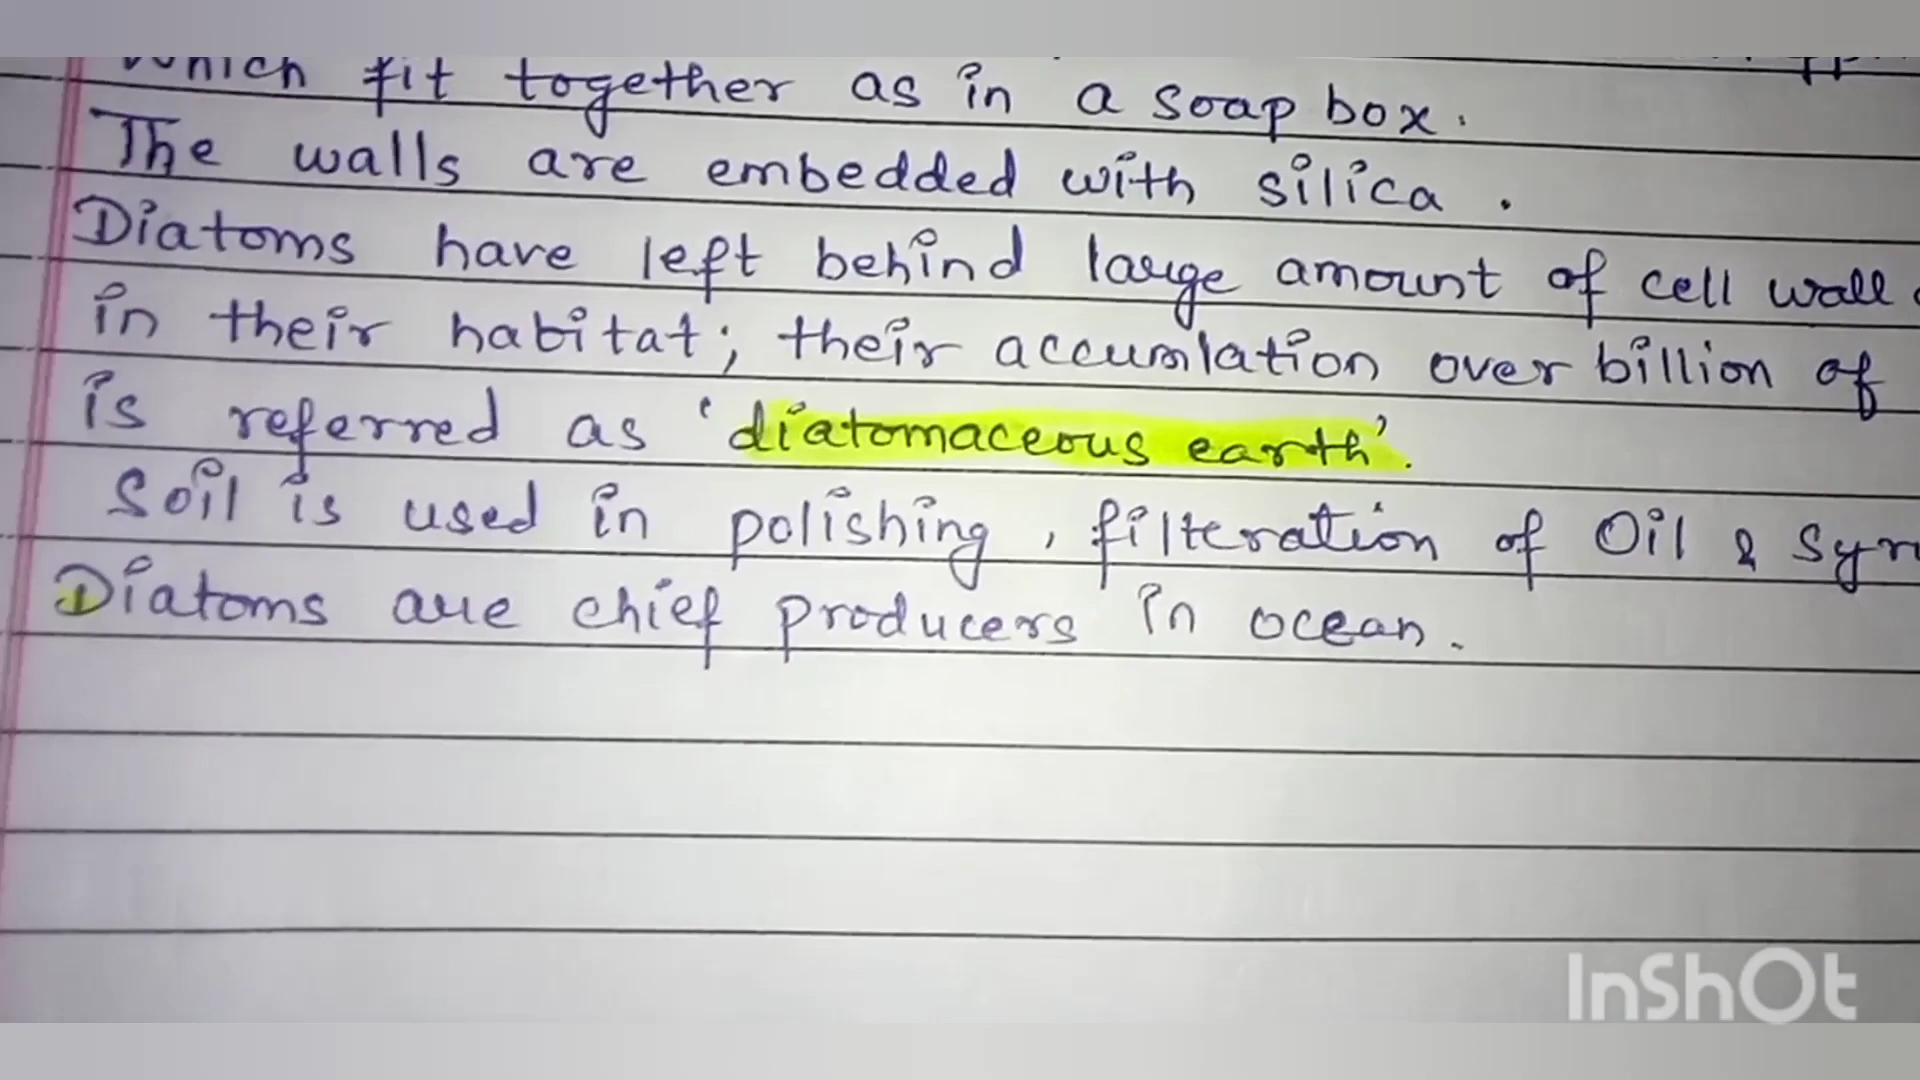 which fit together as in a soap box.
The walls are embedded with silica.
Diatoms have left behind large amount of cell wall
in their habitat; their accumlation over billion of
is referred as 'diatomaceous earth'.
Soil is used in polishing, filteration of Oil &
Diatoms are chief producers in ocean.
InShOt